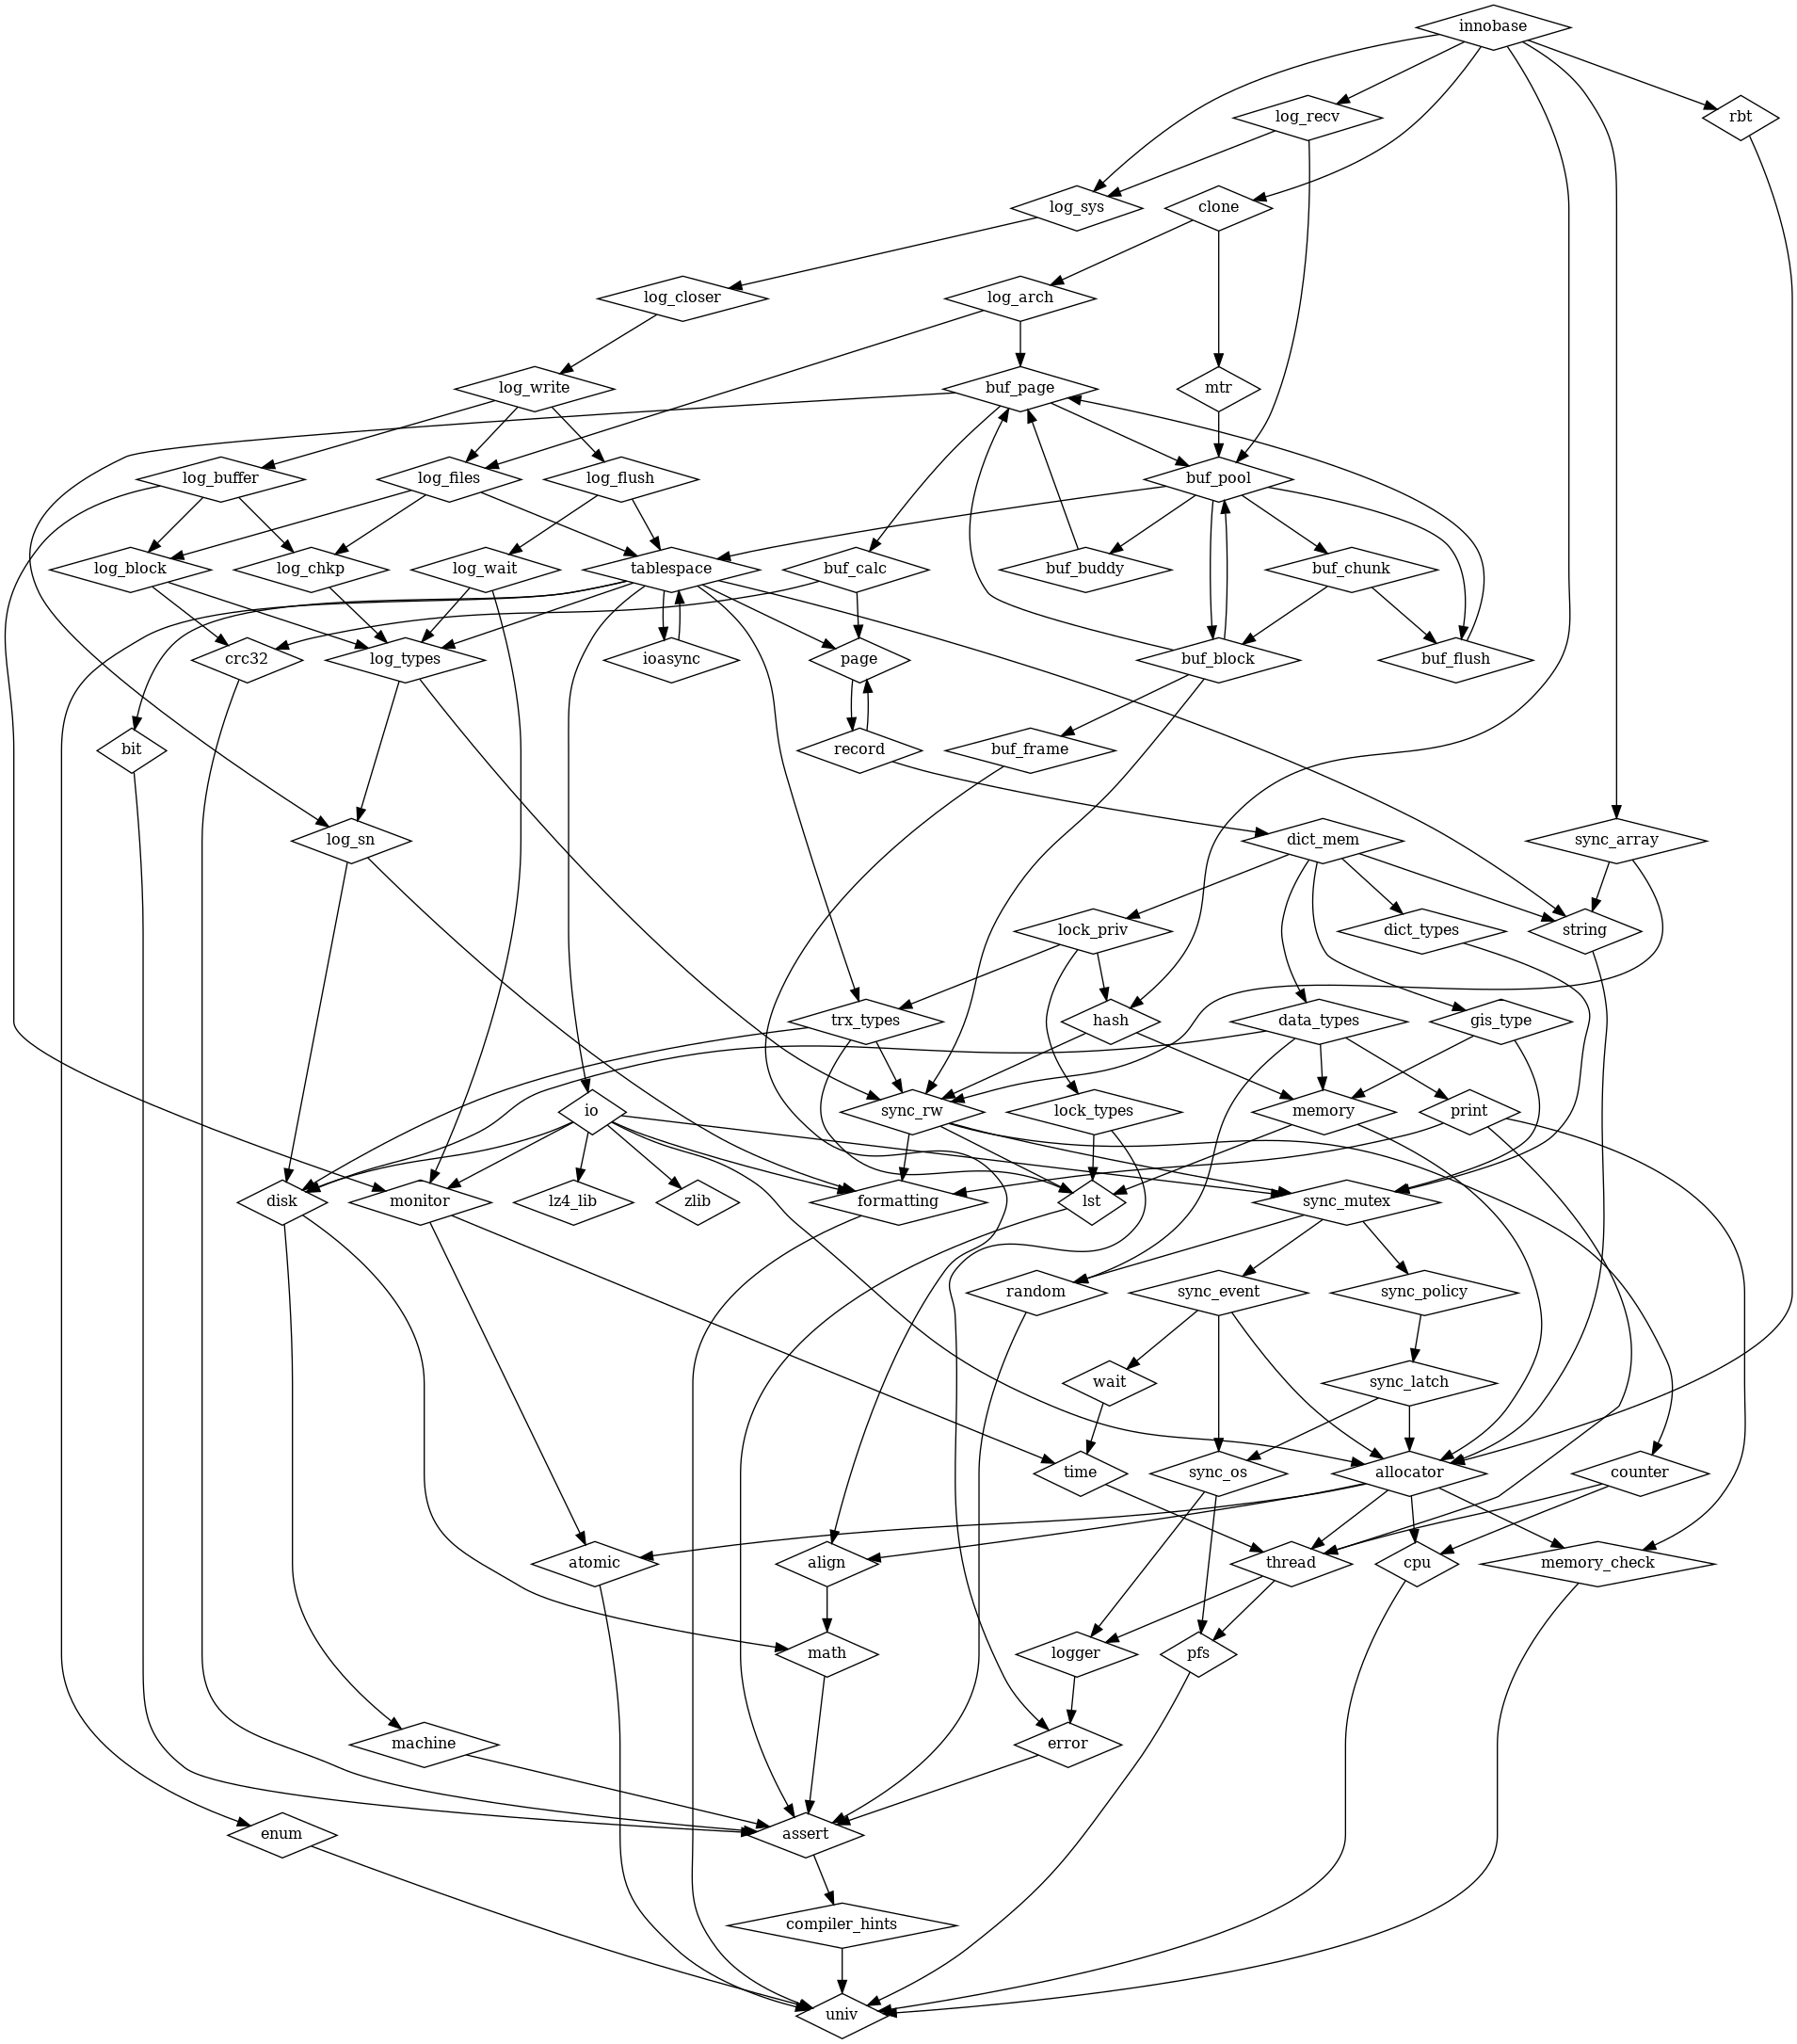 innobase
log_recv
rbt
log_sys
clone
log_closer
log_arch
log_write
buf_page
mtr
log_buffer
log_files
log_flush
buf_pool
log_block
log_chkp
log_wait
tablespace
buf_calc
buf_buddy
buf_chunk
crc32
log_types
ioasync
page
buf_block
buf_flush
bit
record
buf_frame
log_sn
dict_mem
sync_array
lock_priv
dict_types
string
trx_types
hash
data_types
gis_type
io
sync_rw
lock_types
memory
print
disk
monitor
lz4_lib
zlib
formatting
lst
sync_mutex
random
sync_event
sync_policy
wait
sync_latch
time
sync_os
allocator
counter
atomic
align
thread
cpu
memory_check
math
logger
pfs
machine
error
enum
assert
compiler_hints
univ